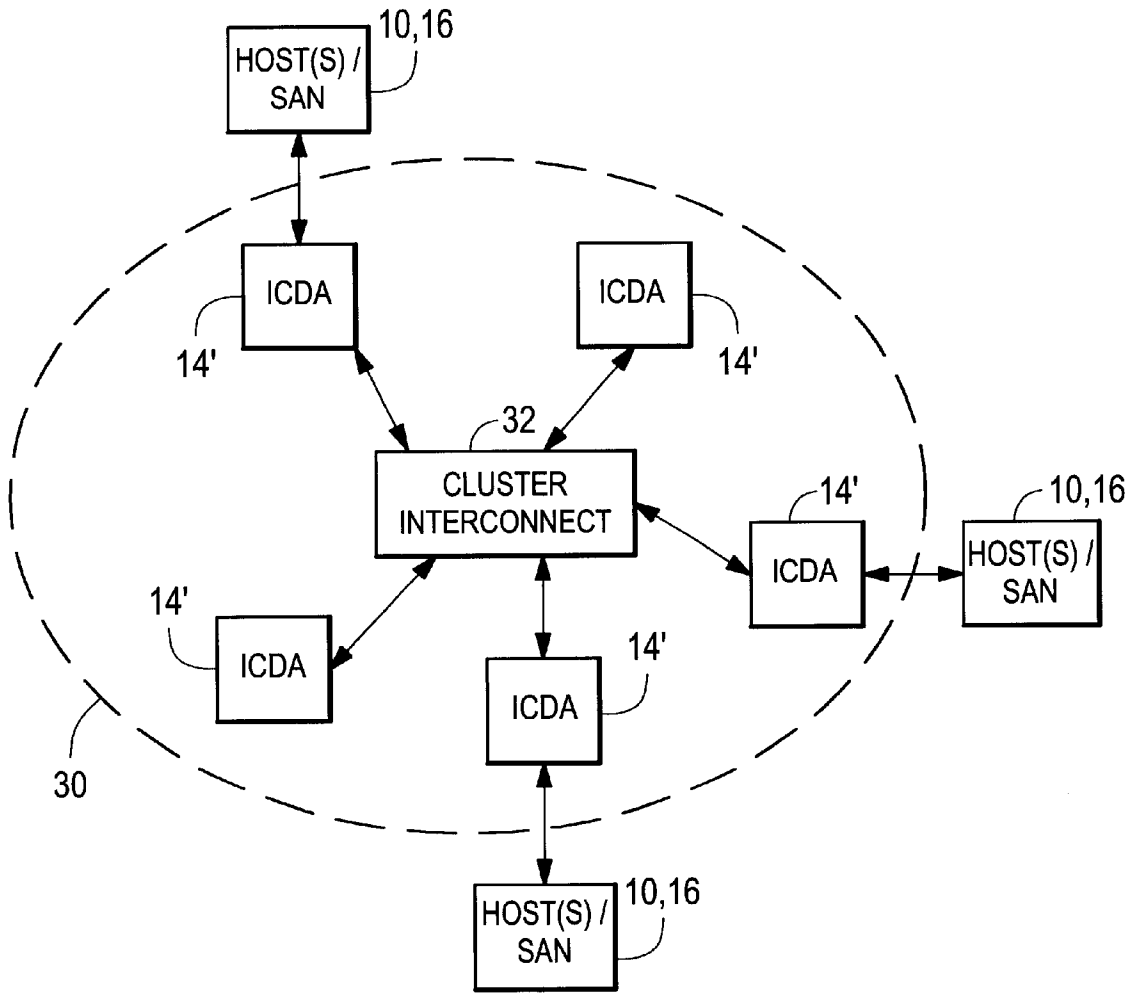 10,16
HOST(S) /
SAN
ICDA
14'
ICDA
14'
32
CLUSTER
INTERCONNECT
14'
ICDA
10,16
HOST(S) /
SAN
14'
ICDA
14'
ICDA
30
10,16
HOST(S) /
SAN